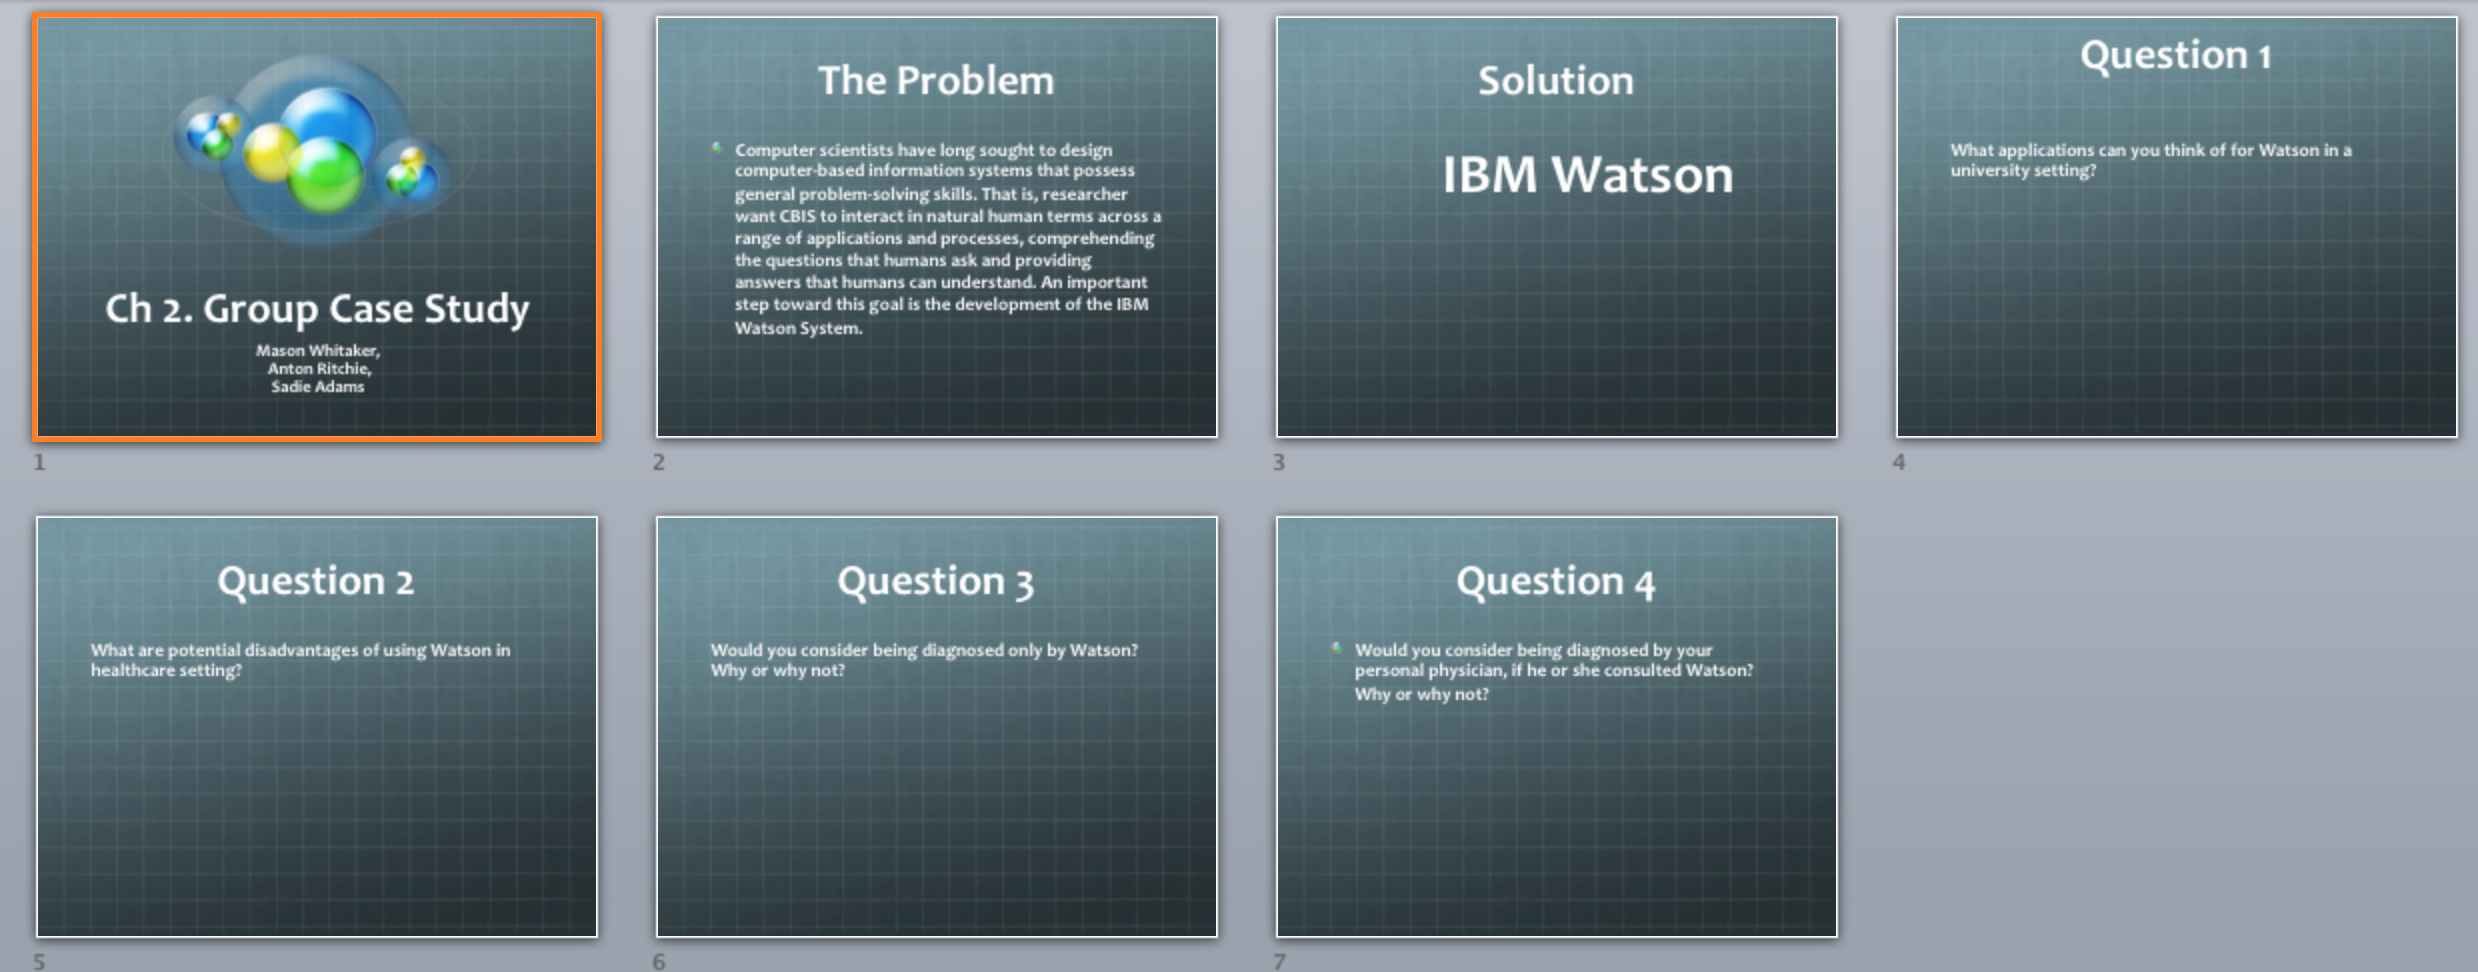 Ch 2. Group Case Study
Mason Whitaker,
Anton Ritchie,
Sadie Adams
1
The Problem
Computer scientists have long sought to design
computer-based information systems that possess
general problem-solving skills. That is, researcher
want CBIS to interact in natural human terms across a
range of applications and processes, comprehending
the questions that humans ask and providing
answers that humans can understand. An important
step toward this goal is the development of the IBM
Watson System.
2
Solution
IBM Watson
3
Question 1
What applications can you think of for Watson in a
university setting?
4
Question 2
What are potential disadvantages of using Watson in
healthcare setting?
5
Question 3
Would you consider being diagnosed only by Watson?
Why or why not?
6
Question 4
Would you consider being diagnosed by your
personal physician, if he or she consulted Watson?
Why or why not?
7